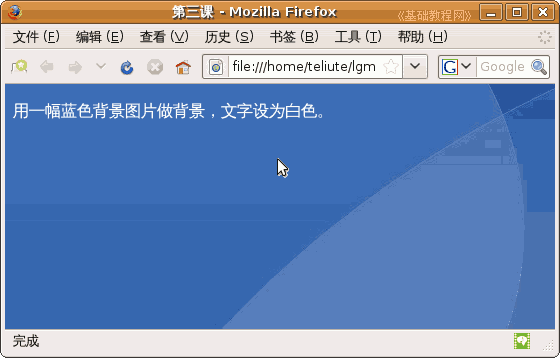 第三课 - Mozilla Firefox
《基础教程网》
文件 (F) 编辑 (E) 查看 (V) 历史 (S) 书签 (B) 工具 (T) 帮助 (H)
file:///home/teliute/lgm
G Google
用一幅蓝色背景图片做背景，文字设为白色。
完成